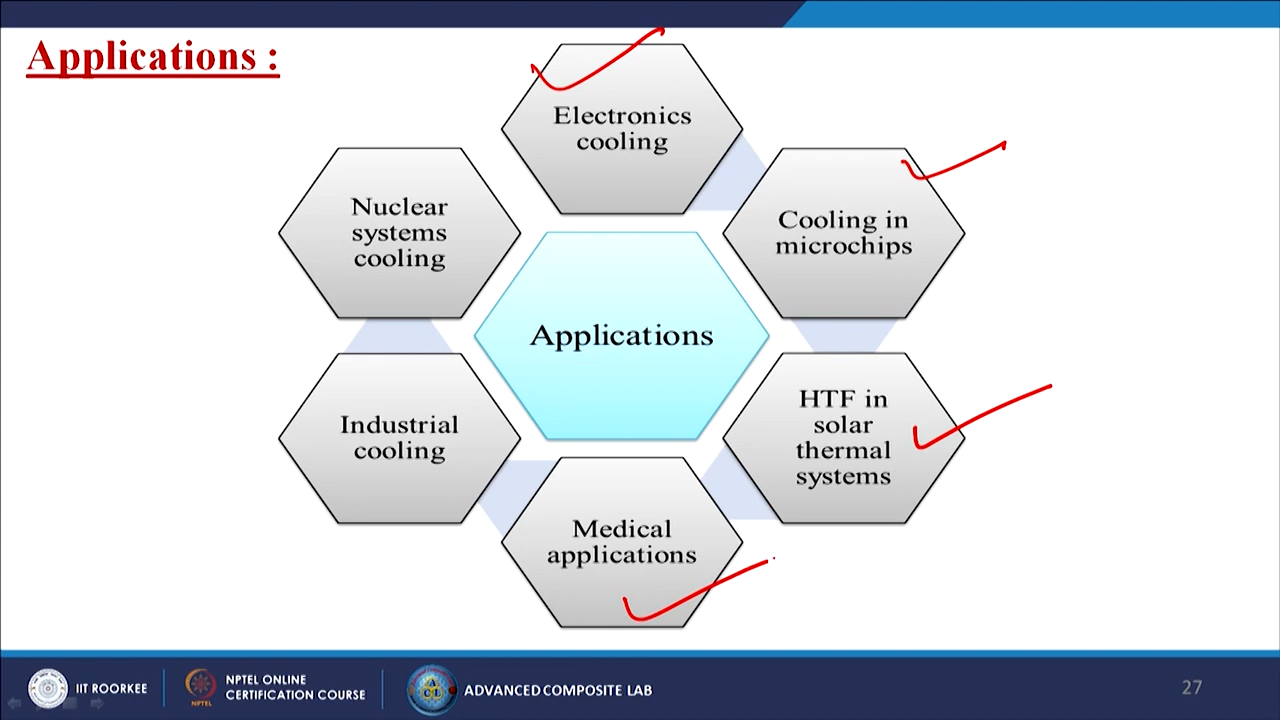 Applications :
Electronics
cooling
Cooling in
microchips
HTF in
solar
thermal
systems
Medical
applications
Industrial
cooling
Nuclear
systems
cooling
Applications
IIT ROORKEE
NPTEL
NPTEL ONLINE
CERTIFICATION COURSE
ADVANCED COMPOSITE LAB
27